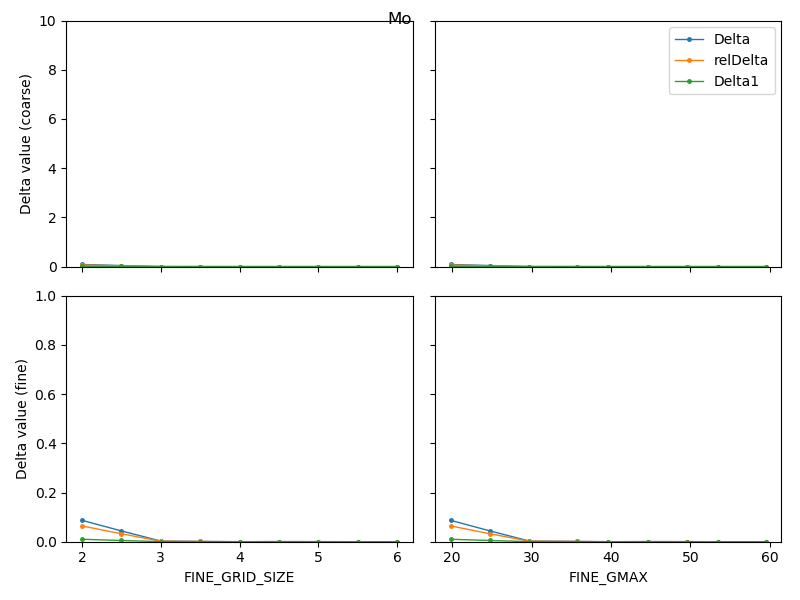 Mo
Delta value (coarse)
10
8
6
4
2
0
Delta
relDelta
Delta1
Delta value (fine)
1.0
0.8
0.6
0.4
0.2
0.0
2 3 4 5 6
FINE_GRID_SIZE
20 30 40 50 60
FINE_GMAX